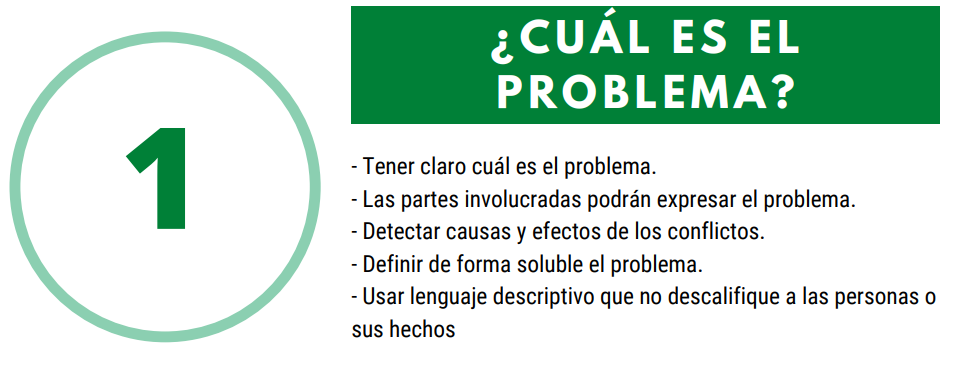 1
¿CUÁL ES EL
PROBLEMA?
- Tener claro cuál es el problema.
- Las partes involucradas podrán expresar el problema.
- Detectar causas y efectos de los conflictos.
- Definir de forma soluble el problema.
- Usar lenguaje descriptivo que no descalifique a las personas o
sus hechos